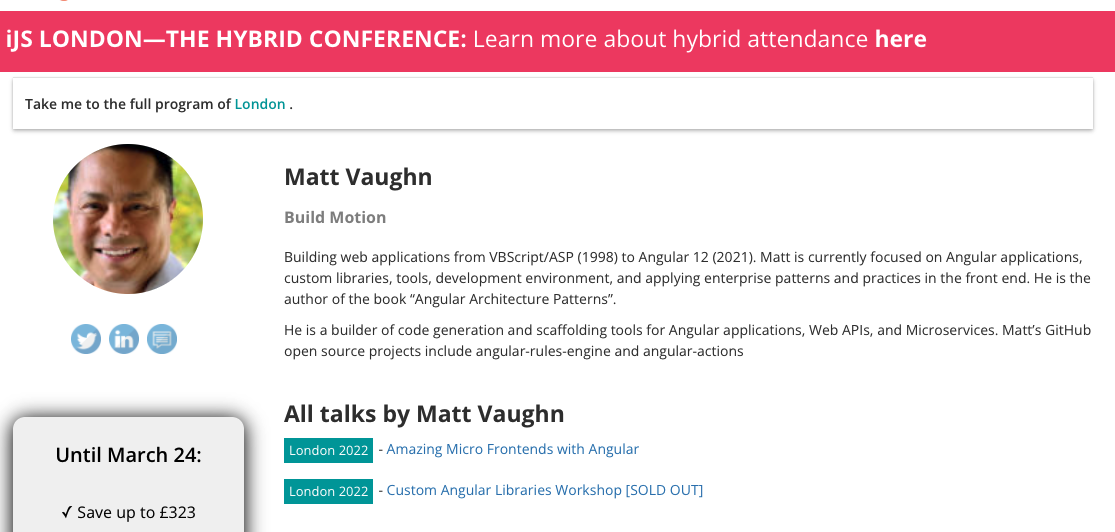 iJS LONDON—THE HYBRID CONFERENCE: Learn more about hybrid attendance here
Take me to the full program of London .
Matt Vaughn
Build Motion
Building web applications from VBScript/ASP (1998) to Angular 12 (2021). Matt is currently focused on Angular applications,
custom libraries, tools, development environment, and applying enterprise patterns and practices in the front end. He is the
author of the book “Angular Architecture Patterns”.
He is a builder of code generation and scaffolding tools for Angular applications, Web APIs, and Microservices. Matt’s GitHub
open source projects include angular-rules-engine and angular-actions
in
All talks by Matt Vaughn
London 2022 - Amazing Micro Frontends with Angular
London 2022 - Custom Angular Libraries Workshop [SOLD OUT]
Until March 24:
✓ Save up to £323